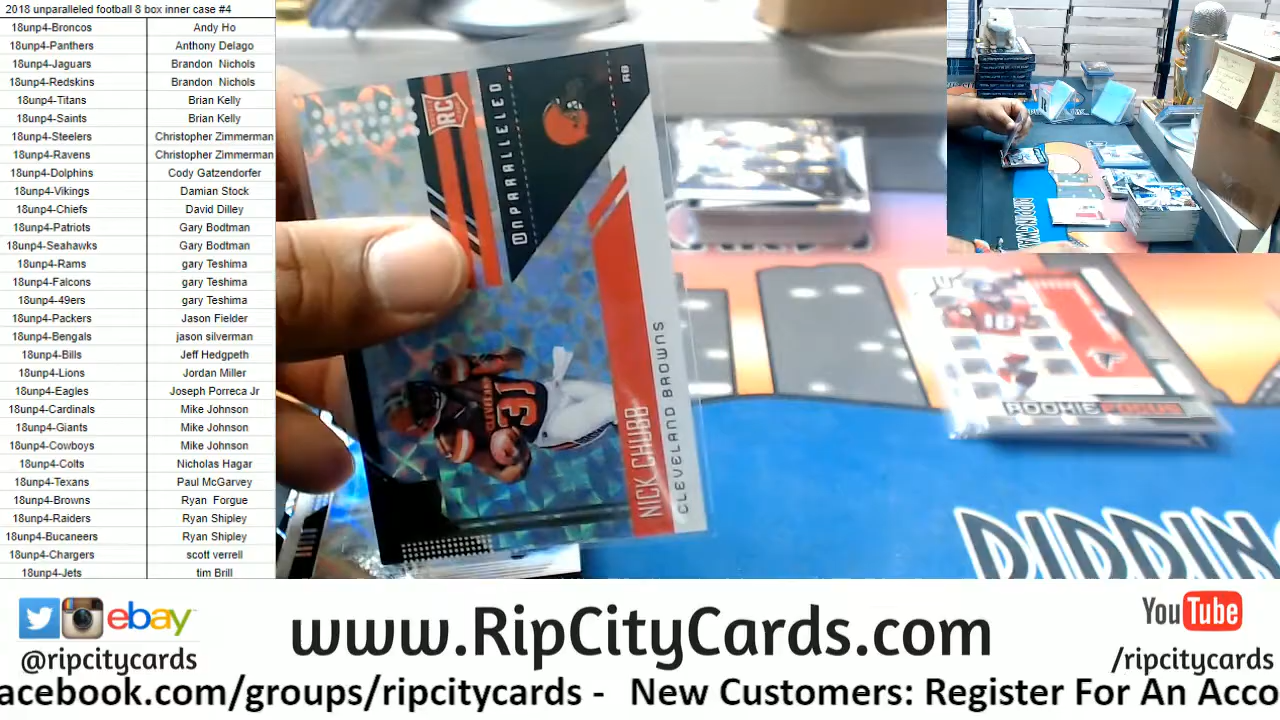 2018 unparalleled football 8 box inner case #4
18unp4-Broncos Andy Ho
18unp4-Panthers Anthony Delago
18unp4-Jaguars Brandon Nichols
18unp4-Redskins Brandon Nichols
18unp4-Titans Brian Kelly
18unp4-Saints Brian Kelly
18unp4-Steelers Christopher Zimmerman
18unp4-Ravens Christopher Zimmerman
18unp4-Dolphins Cody Gatzendorfer
18unp4-Vikings Damian Stock
18unp4-Chiefs David Dilley
18unp4-Patriots Gary Bodtman
18unp4-Seahawks Gary Bodtman
18unp4-Rams gary Teshima
18unp4-Falcons gary Teshima
18unp4-49ers gary Teshima
18unp4-Packers Jason Fielder
18unp4-Bengals jason silverman
18unp4-Bills Jeff Hedgpeth
18unp4-Lions Jordan Miller
18unp4-Eagles Joseph Porreca Jr
18unp4-Cardinals Mike Johnson
18unp4-Giants Mike Johnson
18unp4-Cowboys Mike Johnson
18unp4-Colts Nicholas Hagar
18unp4-Texans Paul McGarvey
18unp4-Browns Ryan Forgue
18unp4-Raiders Ryan Shipley
18unp4-Bucaneers Ryan Shipley
18unp4-Chargers scott verrell
18unp4-Jets tim Brill
RC
UNPARALLELED
RB
CLEVELAND
31
NICK CHUBB
CLEVELAND BROWNS
18
ROOKIE FOCUS
RIPPIN
ebay
@ripcitycards
www.RipCityCards.com
YouTube
/ripcitycards
acebook.com/groups/ripcitycards - New Customers: Register For An Acco